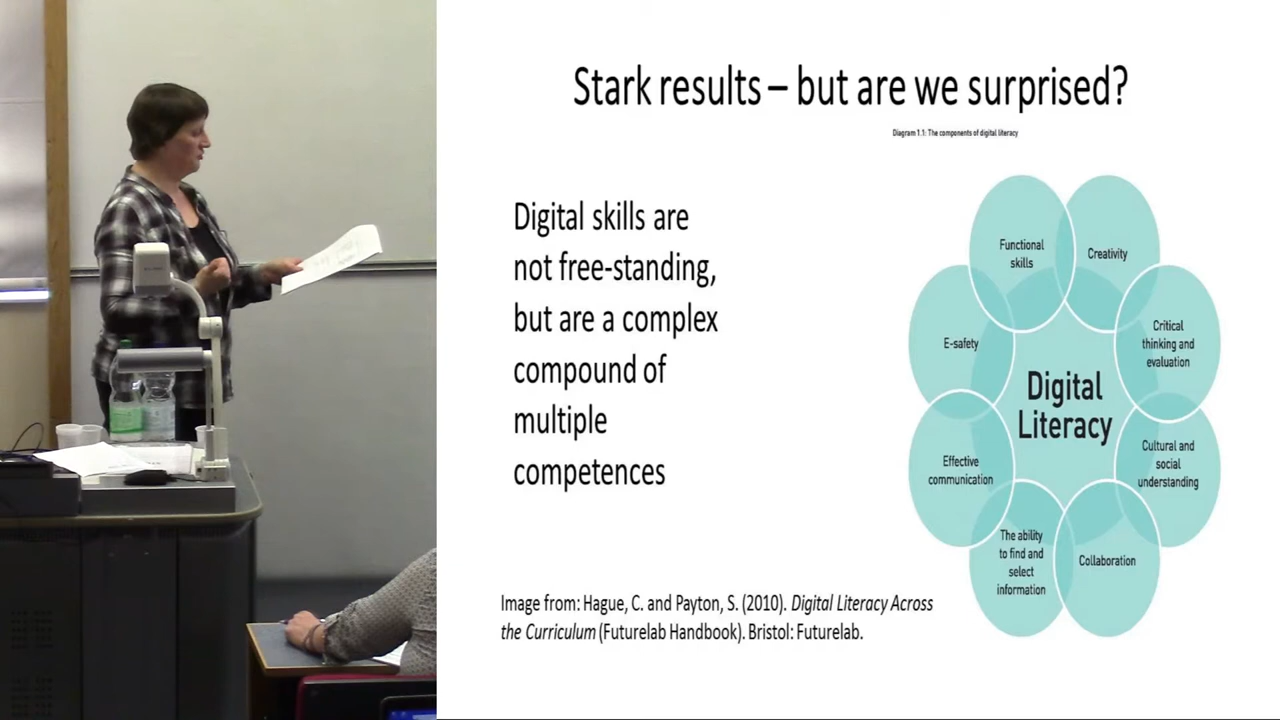 Stark results – but are we surprised?
Diagram 1.1: The components of digital literacy
Digital skills are
not free-standing,
but are a complex
compound of
multiple
competences
Functional
skills
Creativity
E-safety
Critical
thinking and
evaluation
Digital
Literacy
Effective
communication
Cultural and
social
understanding
The ability
to find and
select
information
Collaboration
Image from: Hague, C. and Payton, S. (2010). Digital Literacy Across
the Curriculum (Futurelab Handbook). Bristol: Futurelab.